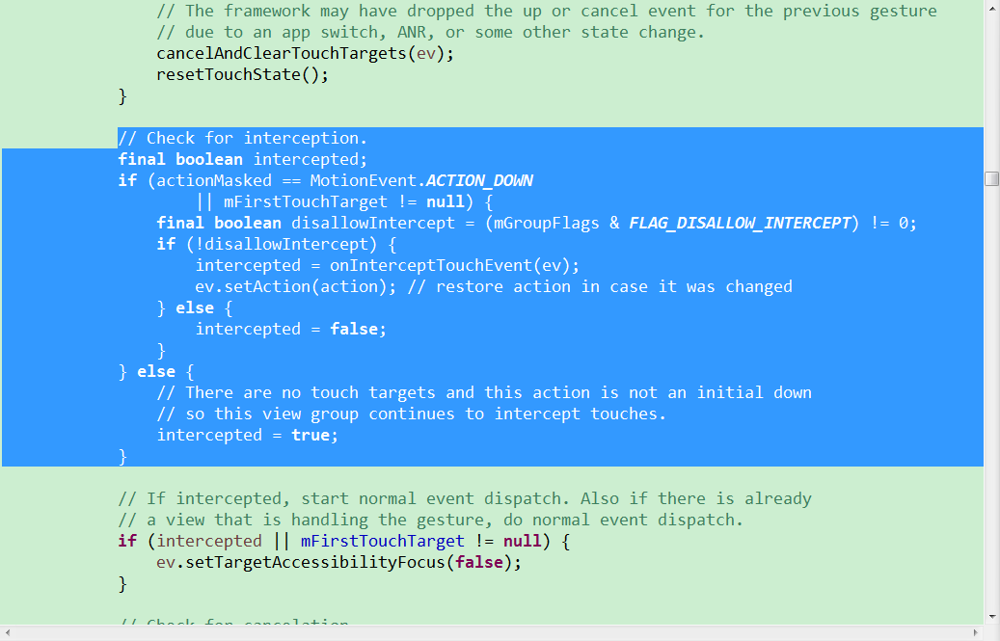 // The framework may have dropped the up or cancel event for the previous gesture
// due to an app switch, ANR, or some other state change.
cancelAndClearTouchTargets(ev);
resetTouchState();
}
// Check for interception.
final boolean intercepted;
if (actionMasked == MotionEvent.ACTION_DOWN
|| mFirstTouchTarget != null) {
final boolean disallowIntercept = (mGroupFlags & FLAG_DISALLOW_INTERCEPT) != 0;
if (!disallowIntercept) {
intercepted = onInterceptTouchEvent(ev);
ev.setAction(action); // restore action in case it was changed
} else {
intercepted = false;
}
} else {
// There are no touch targets and this action is not an initial down
// so this view group continues to intercept touches.
intercepted = true;
}
// If intercepted, start normal event dispatch. Also if there is already
// a view that is handling the gesture, do normal event dispatch.
if (intercepted || mFirstTouchTarget != null) {
ev.setTargetAccessibilityFocus(false);
}
// Check for cancelation.